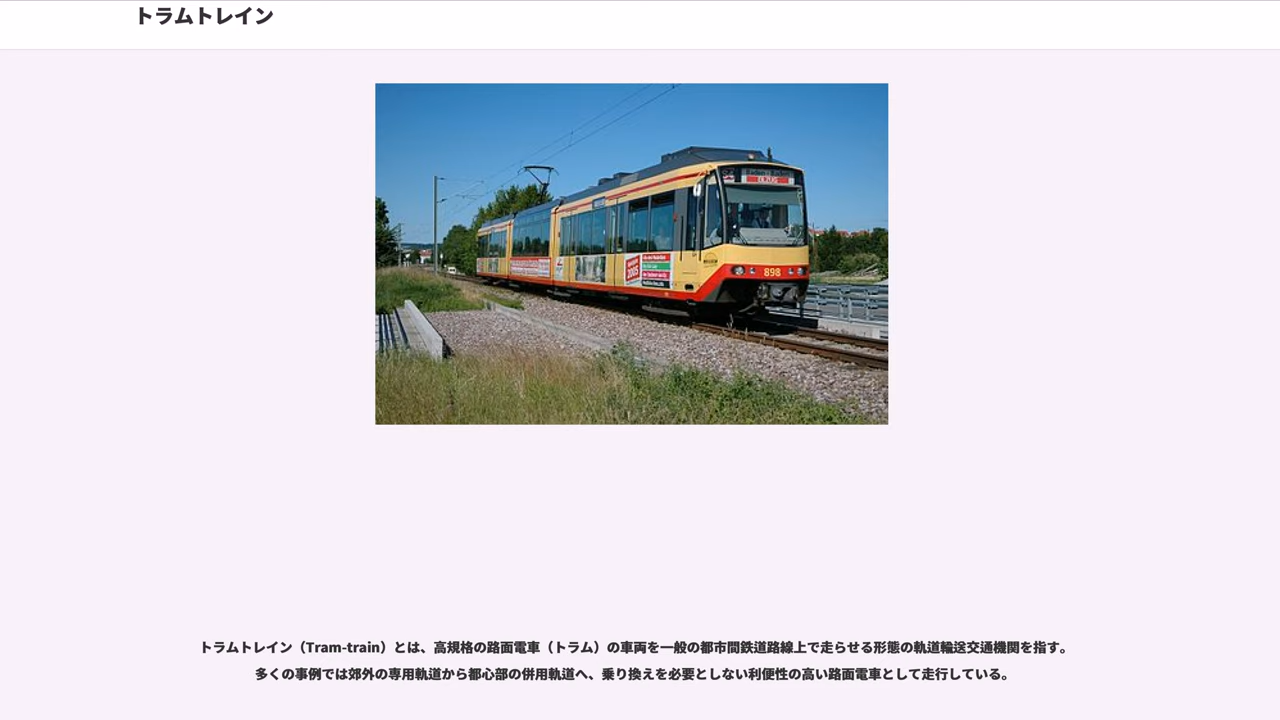 トラムトレイン
898
トラムトレイン（Tram-train）とは、高規格の路面電車（トラム）の車両を一般の都市間鉄道路線上で走らせる形態の軌道輸送交通機関を指す。
多くの事例では郊外の専用軌道から都心部の併用軌道へ、乗り換えを必要としない利便性の高い路面電車として走行している。